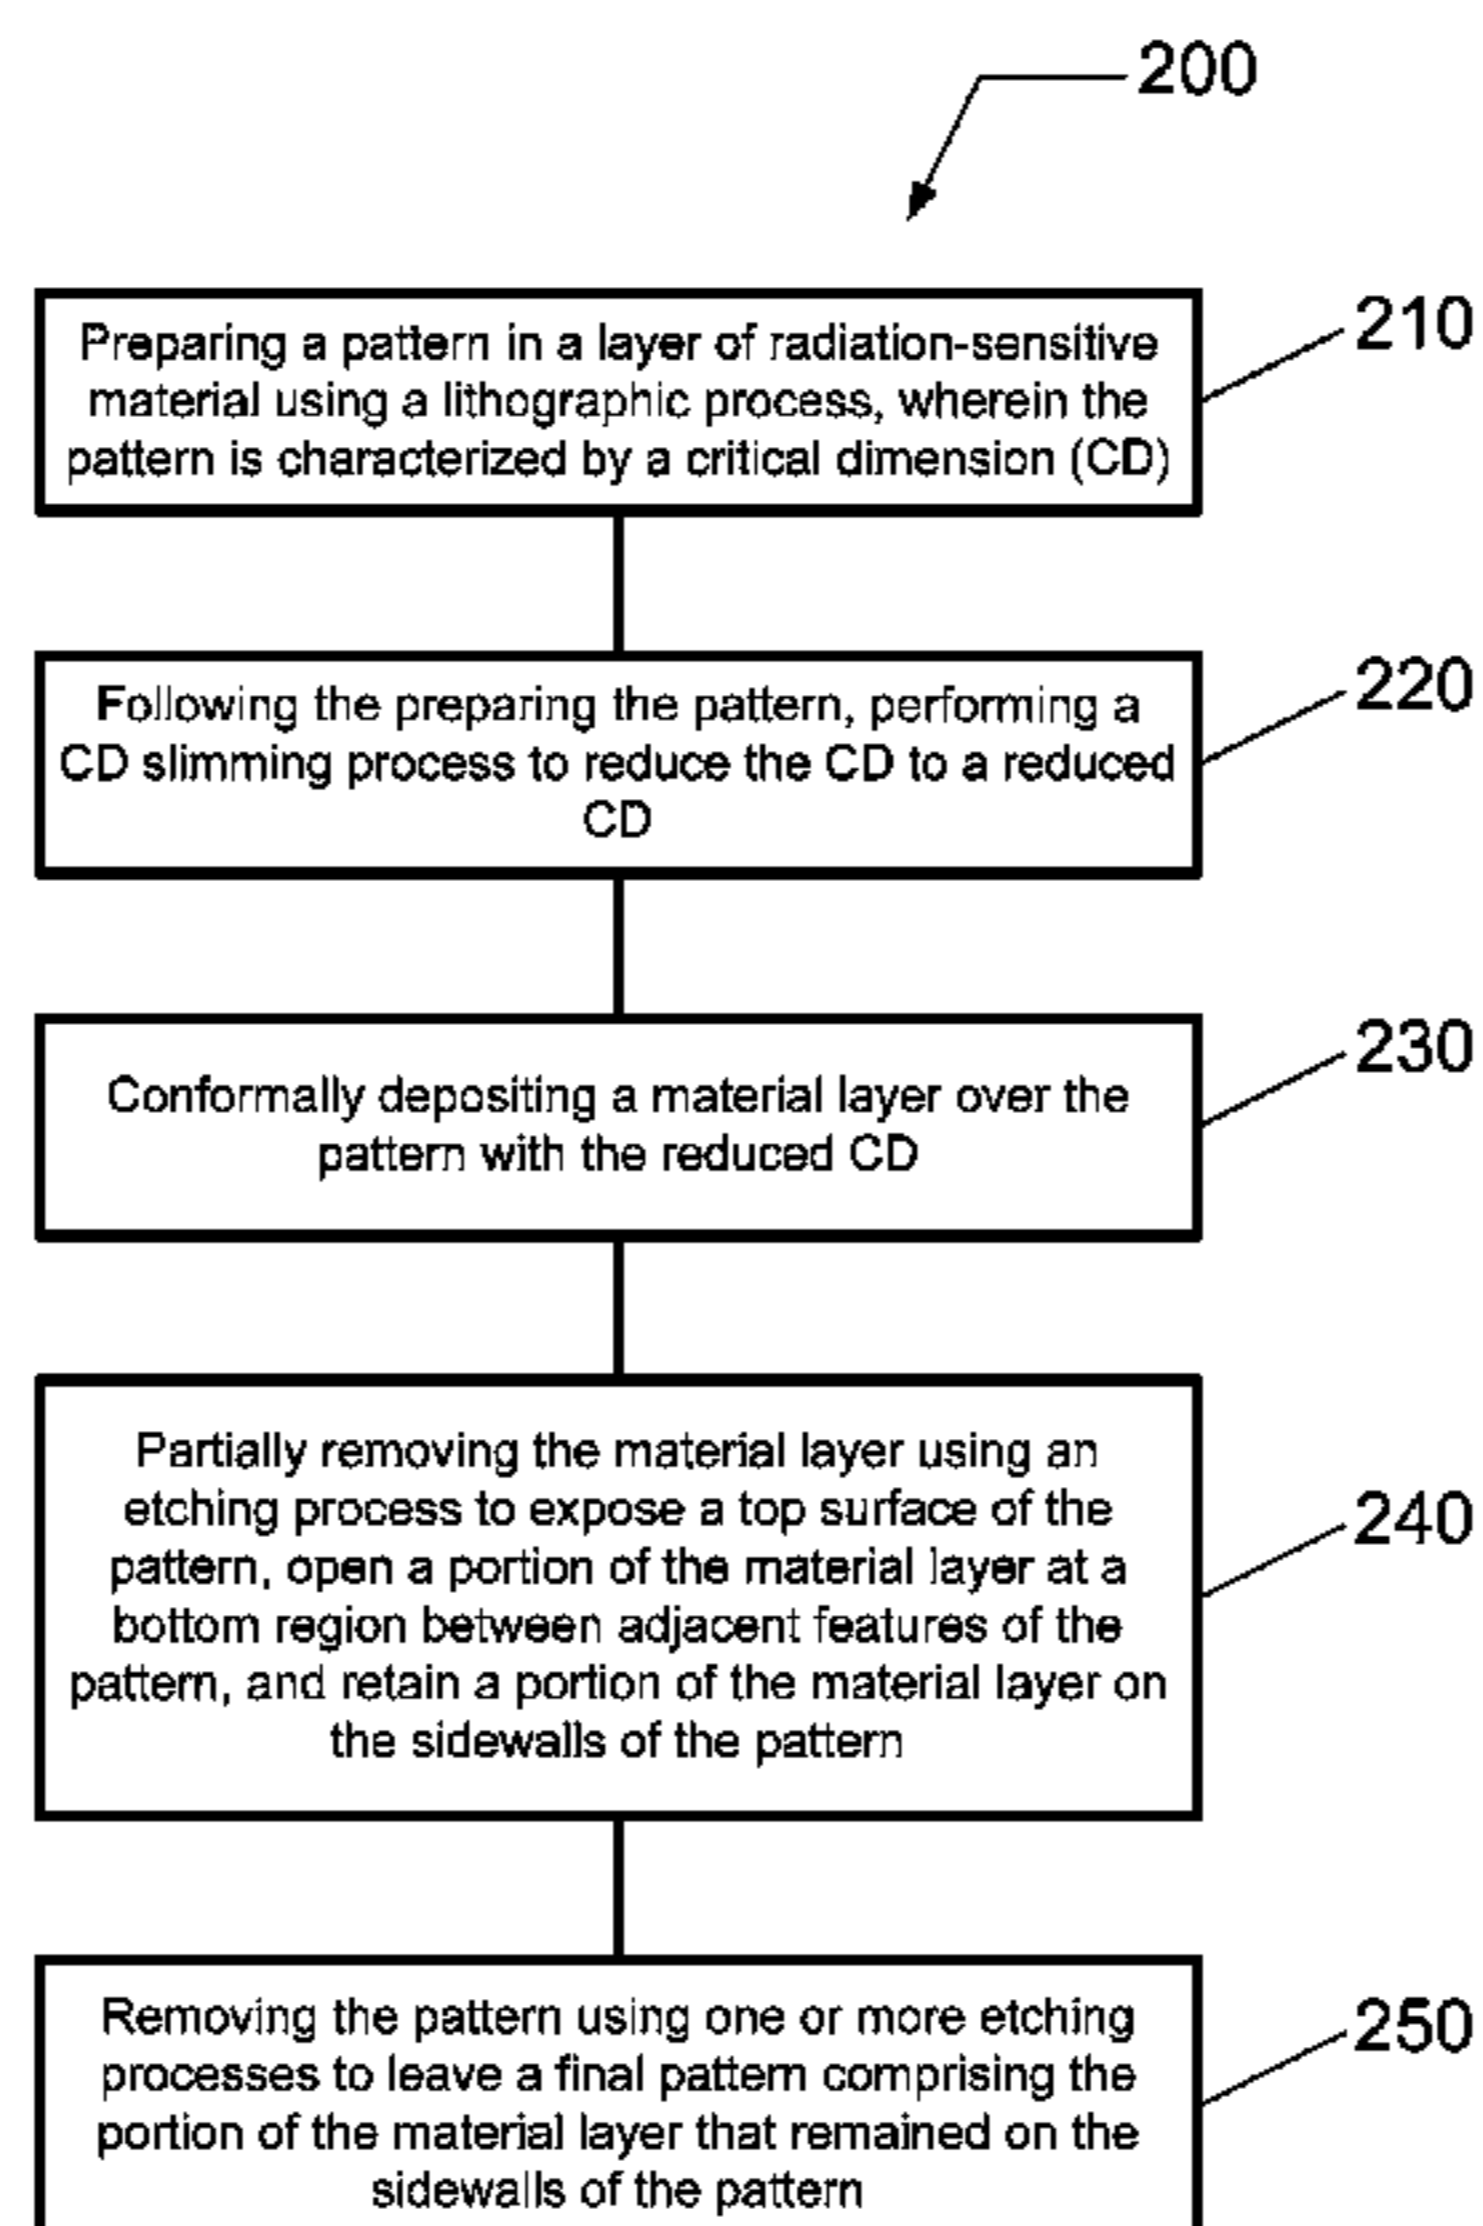 200
Preparing a pattern in a layer of radiation-sensitive
material using a lithographic process, wherein the
pattern is characterized by a critical dimension (CD)
210
Following the preparing the pattern, performing a
CD slimming process to reduce the CD to a reduced
CD
220
Conformally depositing a material layer over the
pattern with the reduced CD
230
Partially removing the material layer using an
etching process to expose a top surface of the
pattern, open a portion of the material layer at a
bottom region between adjacent features of the
pattern, and retain a portion of the material layer on
the sidewalls of the pattern
240
Removing the pattern using one or more etching
processes to leave a final pattern comprising the
portion of the material layer that remained on the
sidewalls of the pattern
250